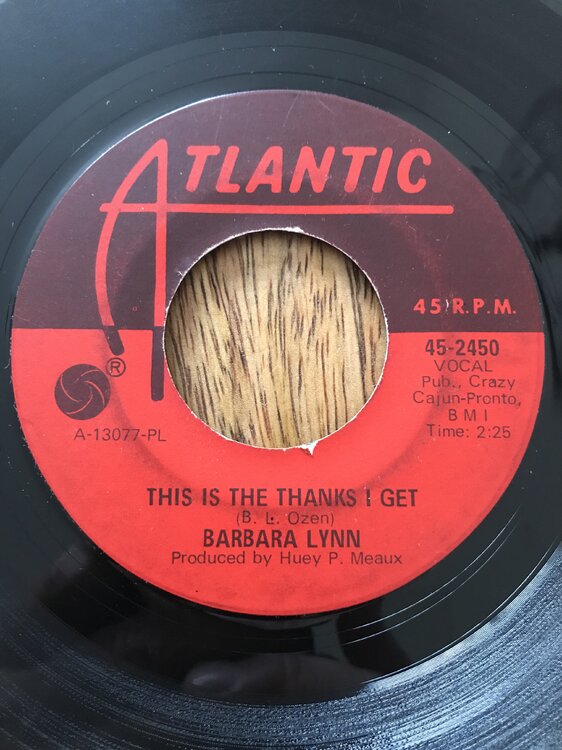 ATLANTIC
45 R.P.M.
45-2450
VOCAL
Pub., Crazy
Cajun-Pronto,
B M I
Time: 2:25
®
A-13077-PL
THIS IS THE THANKS I GET
(B. L. Ozen)
BARBARA LYNN
Produced by Huey P. Meaux